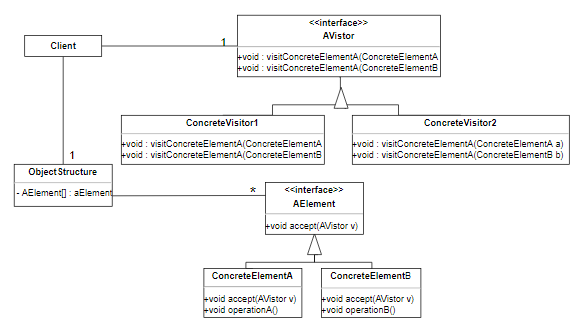 <<interface>>
AVistor
Client
1
+void : visitConcreteElementA(ConcreteElementA
+void : visitConcreteElementA(ConcreteElementB
ConcreteVisitor1
+void : visitConcreteElementA(ConcreteElementA
+void : visitConcreteElementA(ConcreteElementB
ConcreteVisitor2
+void : visitConcreteElementA(ConcreteElementA a)
+void : visitConcreteElementA(ConcreteElementB b)
1
ObjectStructure
- AElement[] : aElement
*
<<interface>>
AElement
+void accept(AVistor v)
ConcreteElementA
+void accept(AVistor v)
+void operationA()
ConcreteElementB
+void accept(AVistor v)
+void operationB()